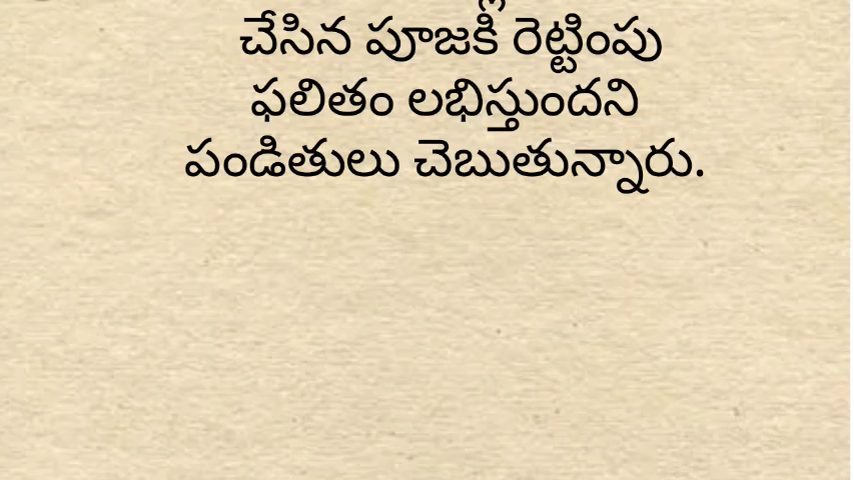 చేసిన పూజకి రెట్టింపు
ఫలితం లభిస్తుందని
పండితులు చెబుతున్నారు.